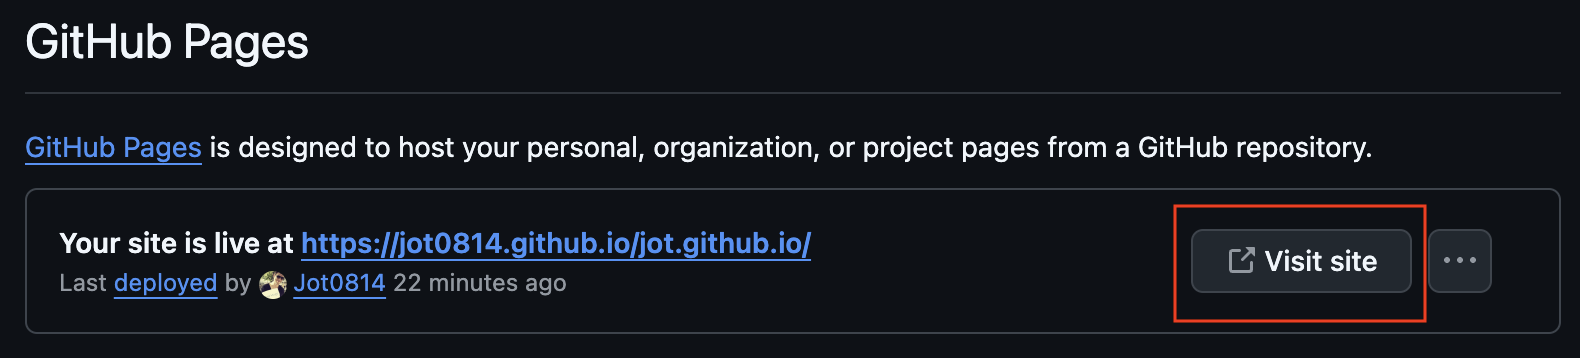 GitHub Pages
GitHub Pages is designed to host your personal, organization, or project pages from a GitHub repository.
Your site is live at https://jot0814.github.io/jot.github.io/
Last deployed by Jot0814 22 minutes ago
Visit site